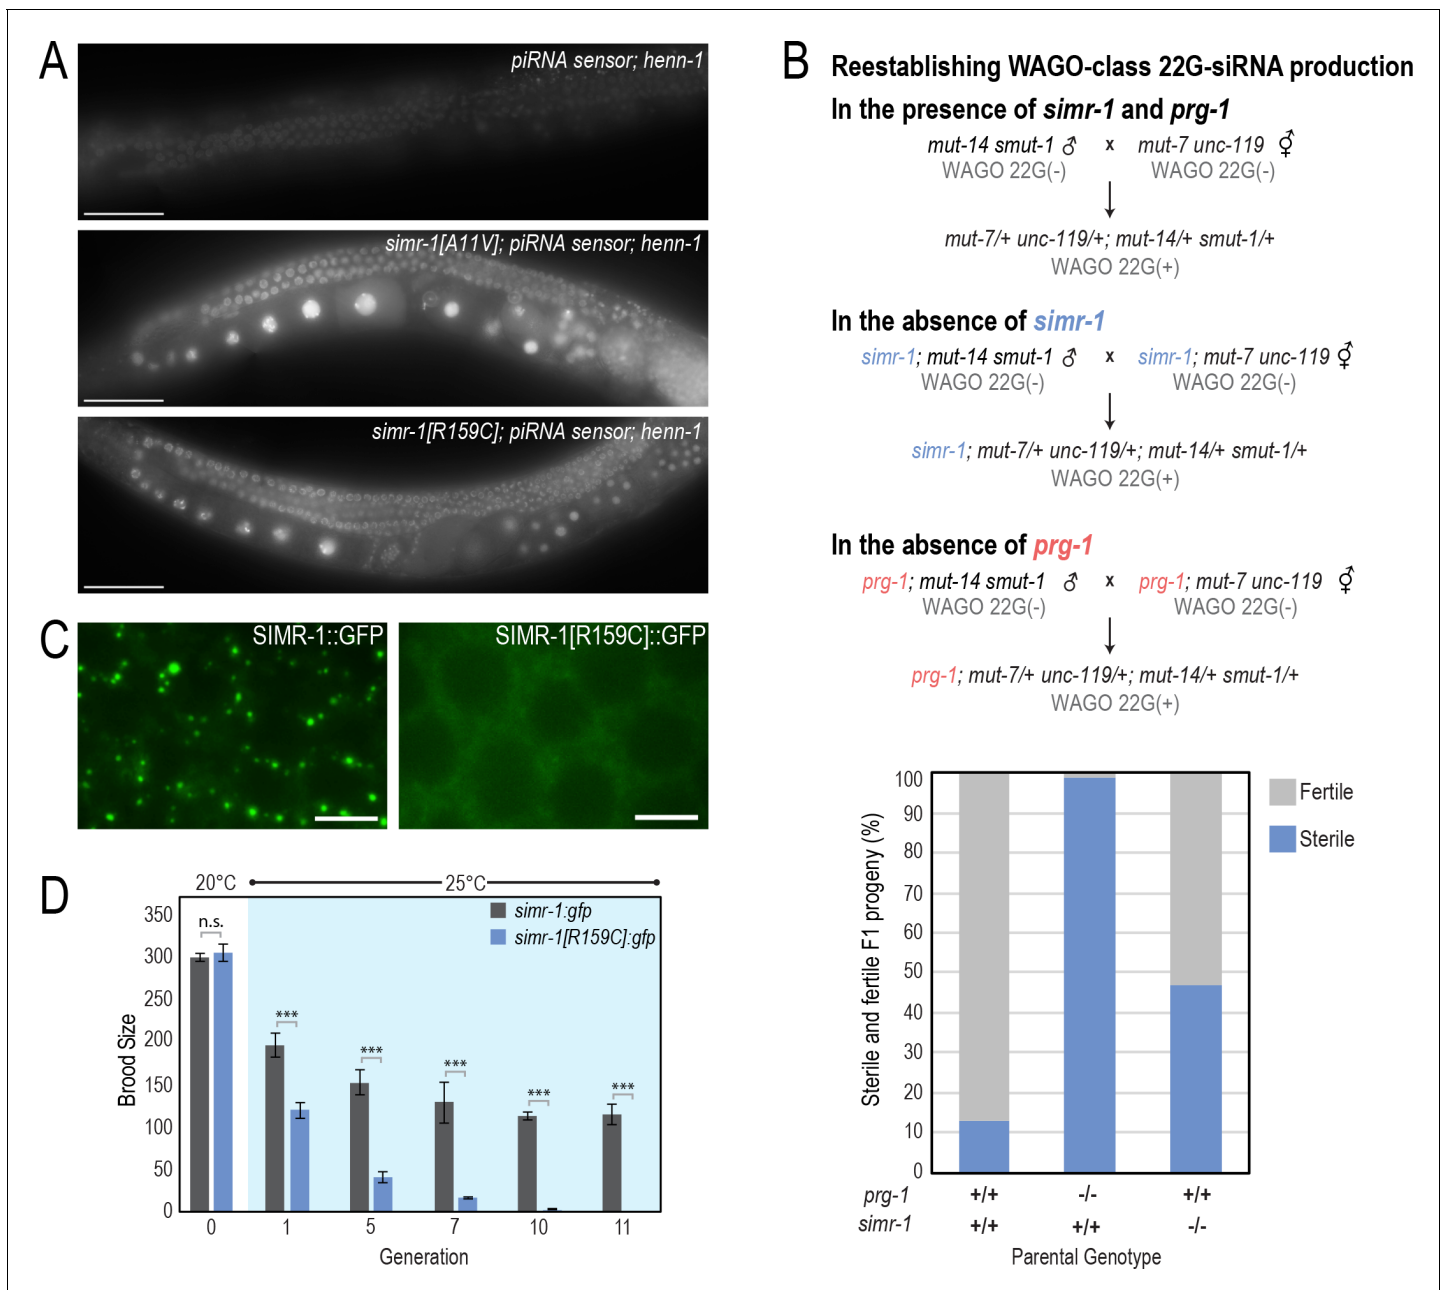 A
piRNA sensor; henn-1
simr-1[A11V]; piRNA sensor; henn-1
simr-1[R159C]; piRNA sensor; henn-1
B
Reestablishing WAGO-class 22G-siRNA production
In the presence of simr-1 and prg-1
mut-14 smut-1 ♂ x mut-7 unc-119 ⚥
WAGO 22G(-) WAGO 22G(-)
mut-7/+ unc-119/+; mut-14/+ smut-1/+
WAGO 22G(+)
In the absence of simr-1
simr-1; mut-14 smut-1 ♂ x simr-1; mut-7 unc-119 ⚥
WAGO 22G(-) WAGO 22G(-)
simr-1; mut-7/+ unc-119/+; mut-14/+ smut-1/+
WAGO 22G(+)
In the absence of prg-1
prg-1; mut-14 smut-1 ♂ x prg-1; mut-7 unc-119 ⚥
WAGO 22G(-) WAGO 22G(-)
prg-1; mut-7/+ unc-119/+; mut-14/+ smut-1/+
WAGO 22G(+)
Sterile and fertile F1 progeny (%)
100
90
80
70
60
50
40
30
20
10
0
Fertile
Sterile
prg-1 +/+ -/- +/+
simr-1 +/+ +/+ -/-
Parental Genotype
C
SIMR-1::GFP
SIMR-1[R159C]::GFP
D
20°C 25°C
simr-1:gfp
simr-1[R159C]:gfp
Brood Size
350
300
250
200
150
100
50
0
n.s.
***
***
***
***
***
0 1 5 7 10 11
Generation